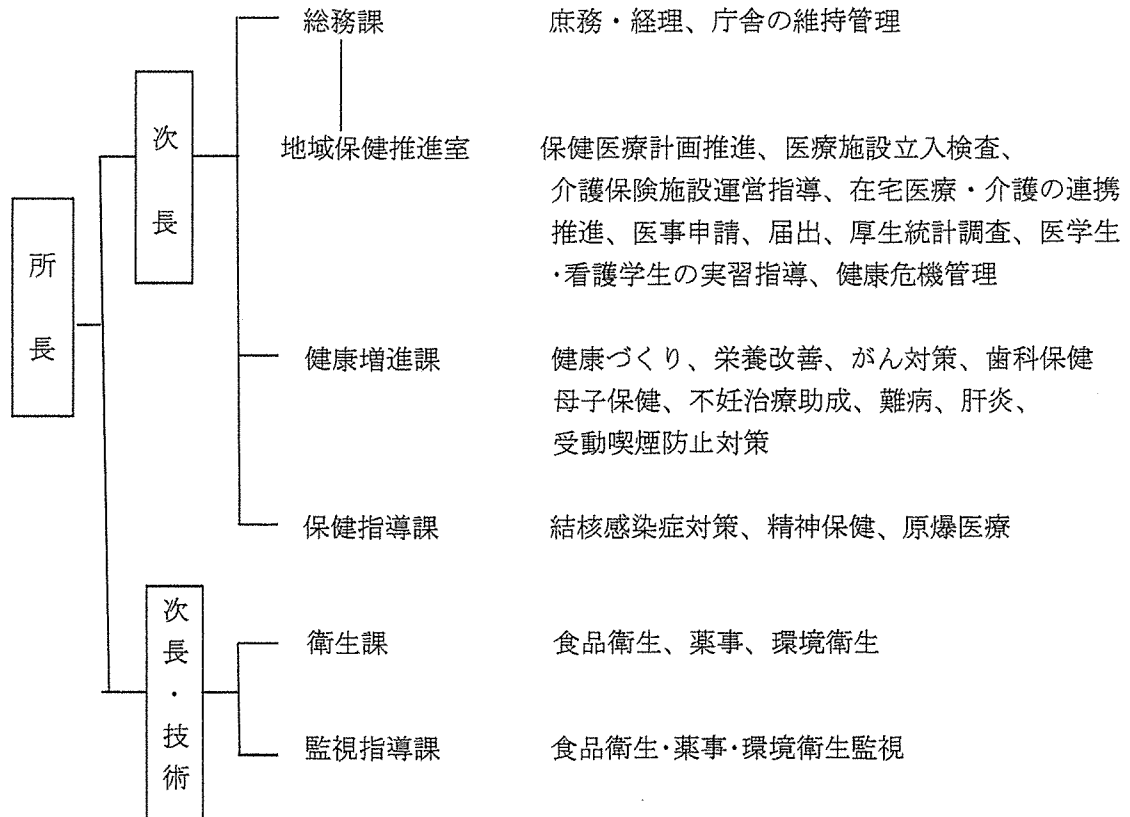 所長
次長
総務課 庶務・経理、庁舎の維持管理
地域保健推進室 保健医療計画推進、医療施設立入検査、
介護保険施設運営指導、在宅医療・介護の連携
推進、医事申請、届出、厚生統計調査、医学生
・看護学生の実習指導、健康危機管理
健康増進課 健康づくり、栄養改善、がん対策、歯科保健
母子保健、不妊治療助成、難病、肝炎、
受動喫煙防止対策
保健指導課 結核感染症対策、精神保健、原爆医療
次長・技術
衛生課 食品衛生、薬事、環境衛生
監視指導課 食品衛生・薬事・環境衛生監視